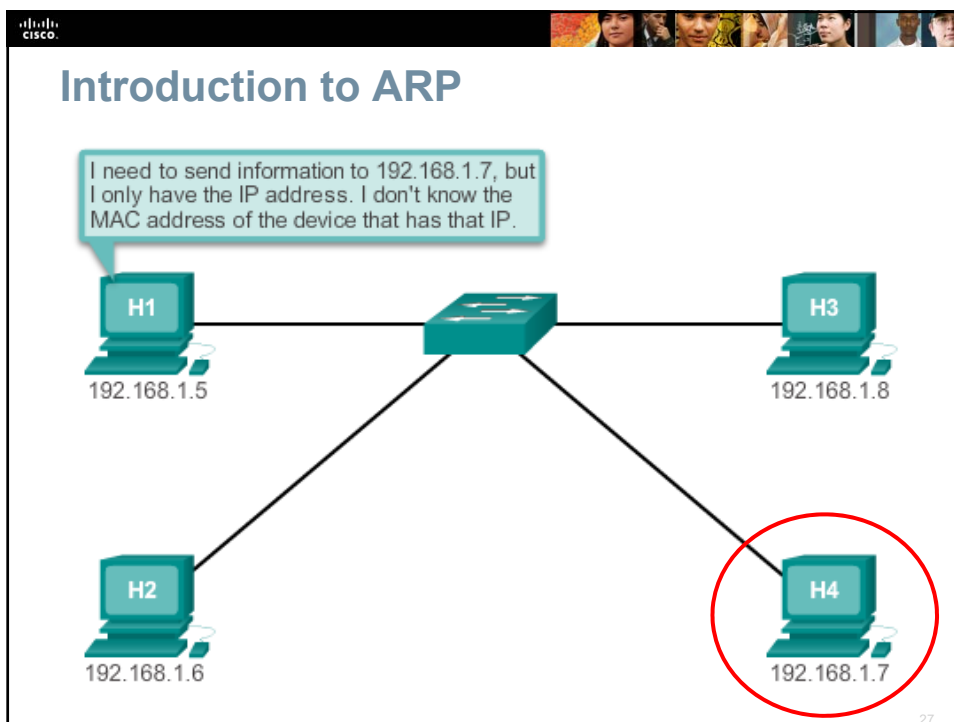 CISCO.
Introduction to ARP
I need to send information to 192.168.1.7, but
I only have the IP address. I don't know the
MAC address of the device that has that IP.
H1
192.168.1.5
H3
192.168.1.8
H2
192.168.1.6
H4
192.168.1.7
27